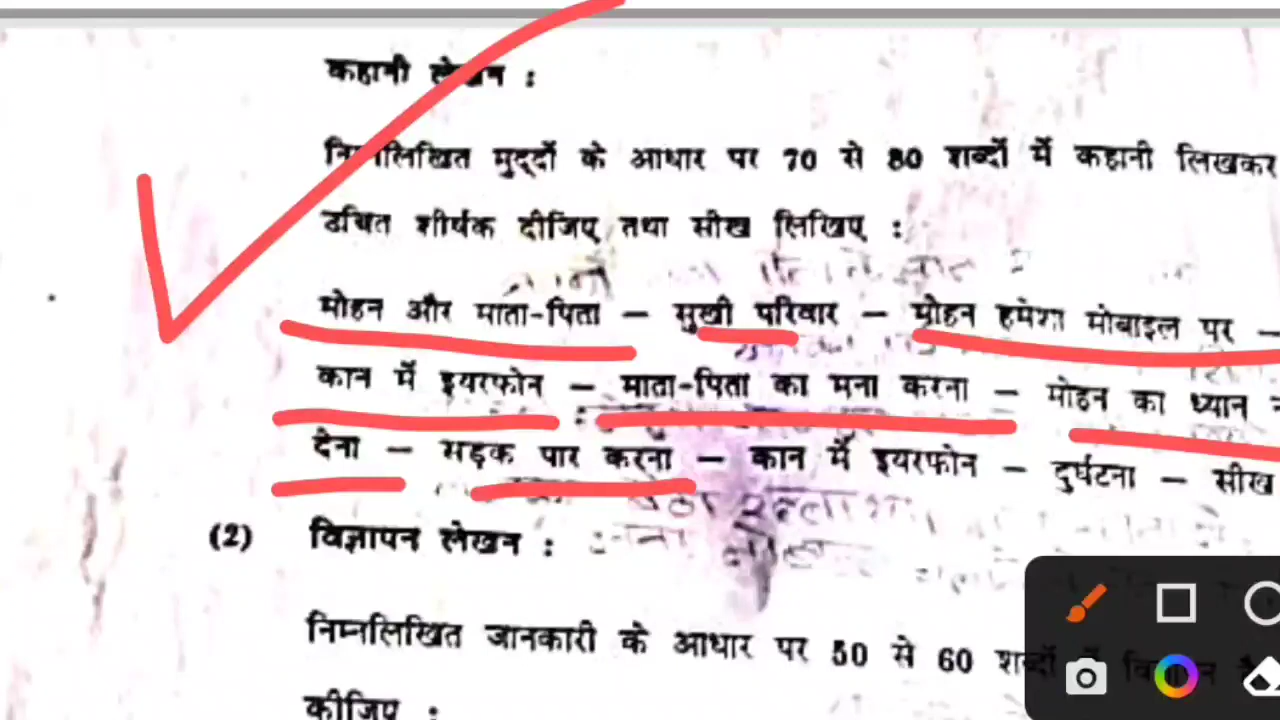 कहानी लेखन :
निम्नलिखित मुद्दों के आधार पर 70 से 80 शब्दों में कहानी लिखकर
उचित शीर्षक दीजिए तथा सीख लिखिए :
मोहन और माता-पिता – सुखी परिवार – मोहन हमेशा मोबाइल पर –
कान में इयरफोन – माता-पिता का मना करना – मोहन का ध्यान
देना – सड़क पार करना – कान में इयरफोन – दुर्घटना – सीख
(2) विज्ञापन लेखन :
निम्नलिखित जानकारी के आधार पर 50 से 60 शब्दों में
कीजिए :